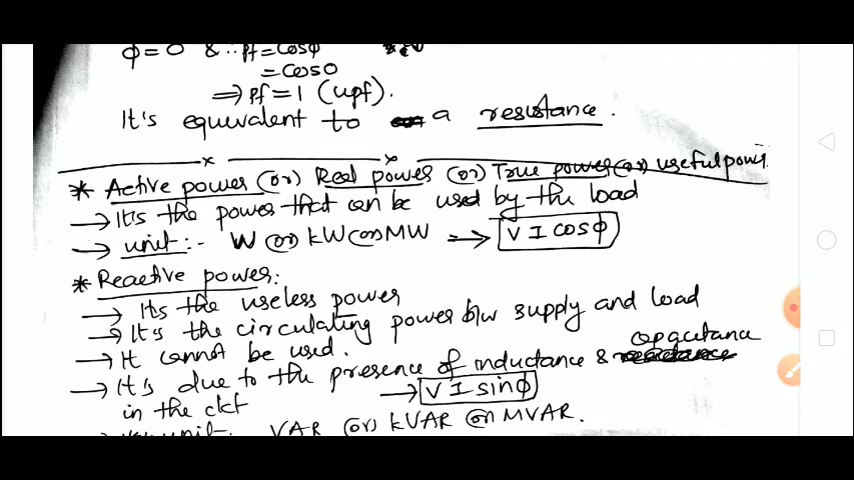 φ = 0 & ∴ Pf = cosφ
= cos0
⇒ Pf = 1 (upf).
It's equivalent to a resistance.
* Active power (or) Real power (or) True power (or) useful power
→ It's the power that can be used by the load
→ unit:- W (or) kW (or) MW ⇒ VI cosφ
* Reactive power:
→ Its the useless power
→ It's the circulating power b/w supply and load
→ It cannot be used.
→ It's due to the presence of inductance & capacitance
in the ckt → VI sinφ
→ unit. VAR (or) kVAR (or) MVAR.